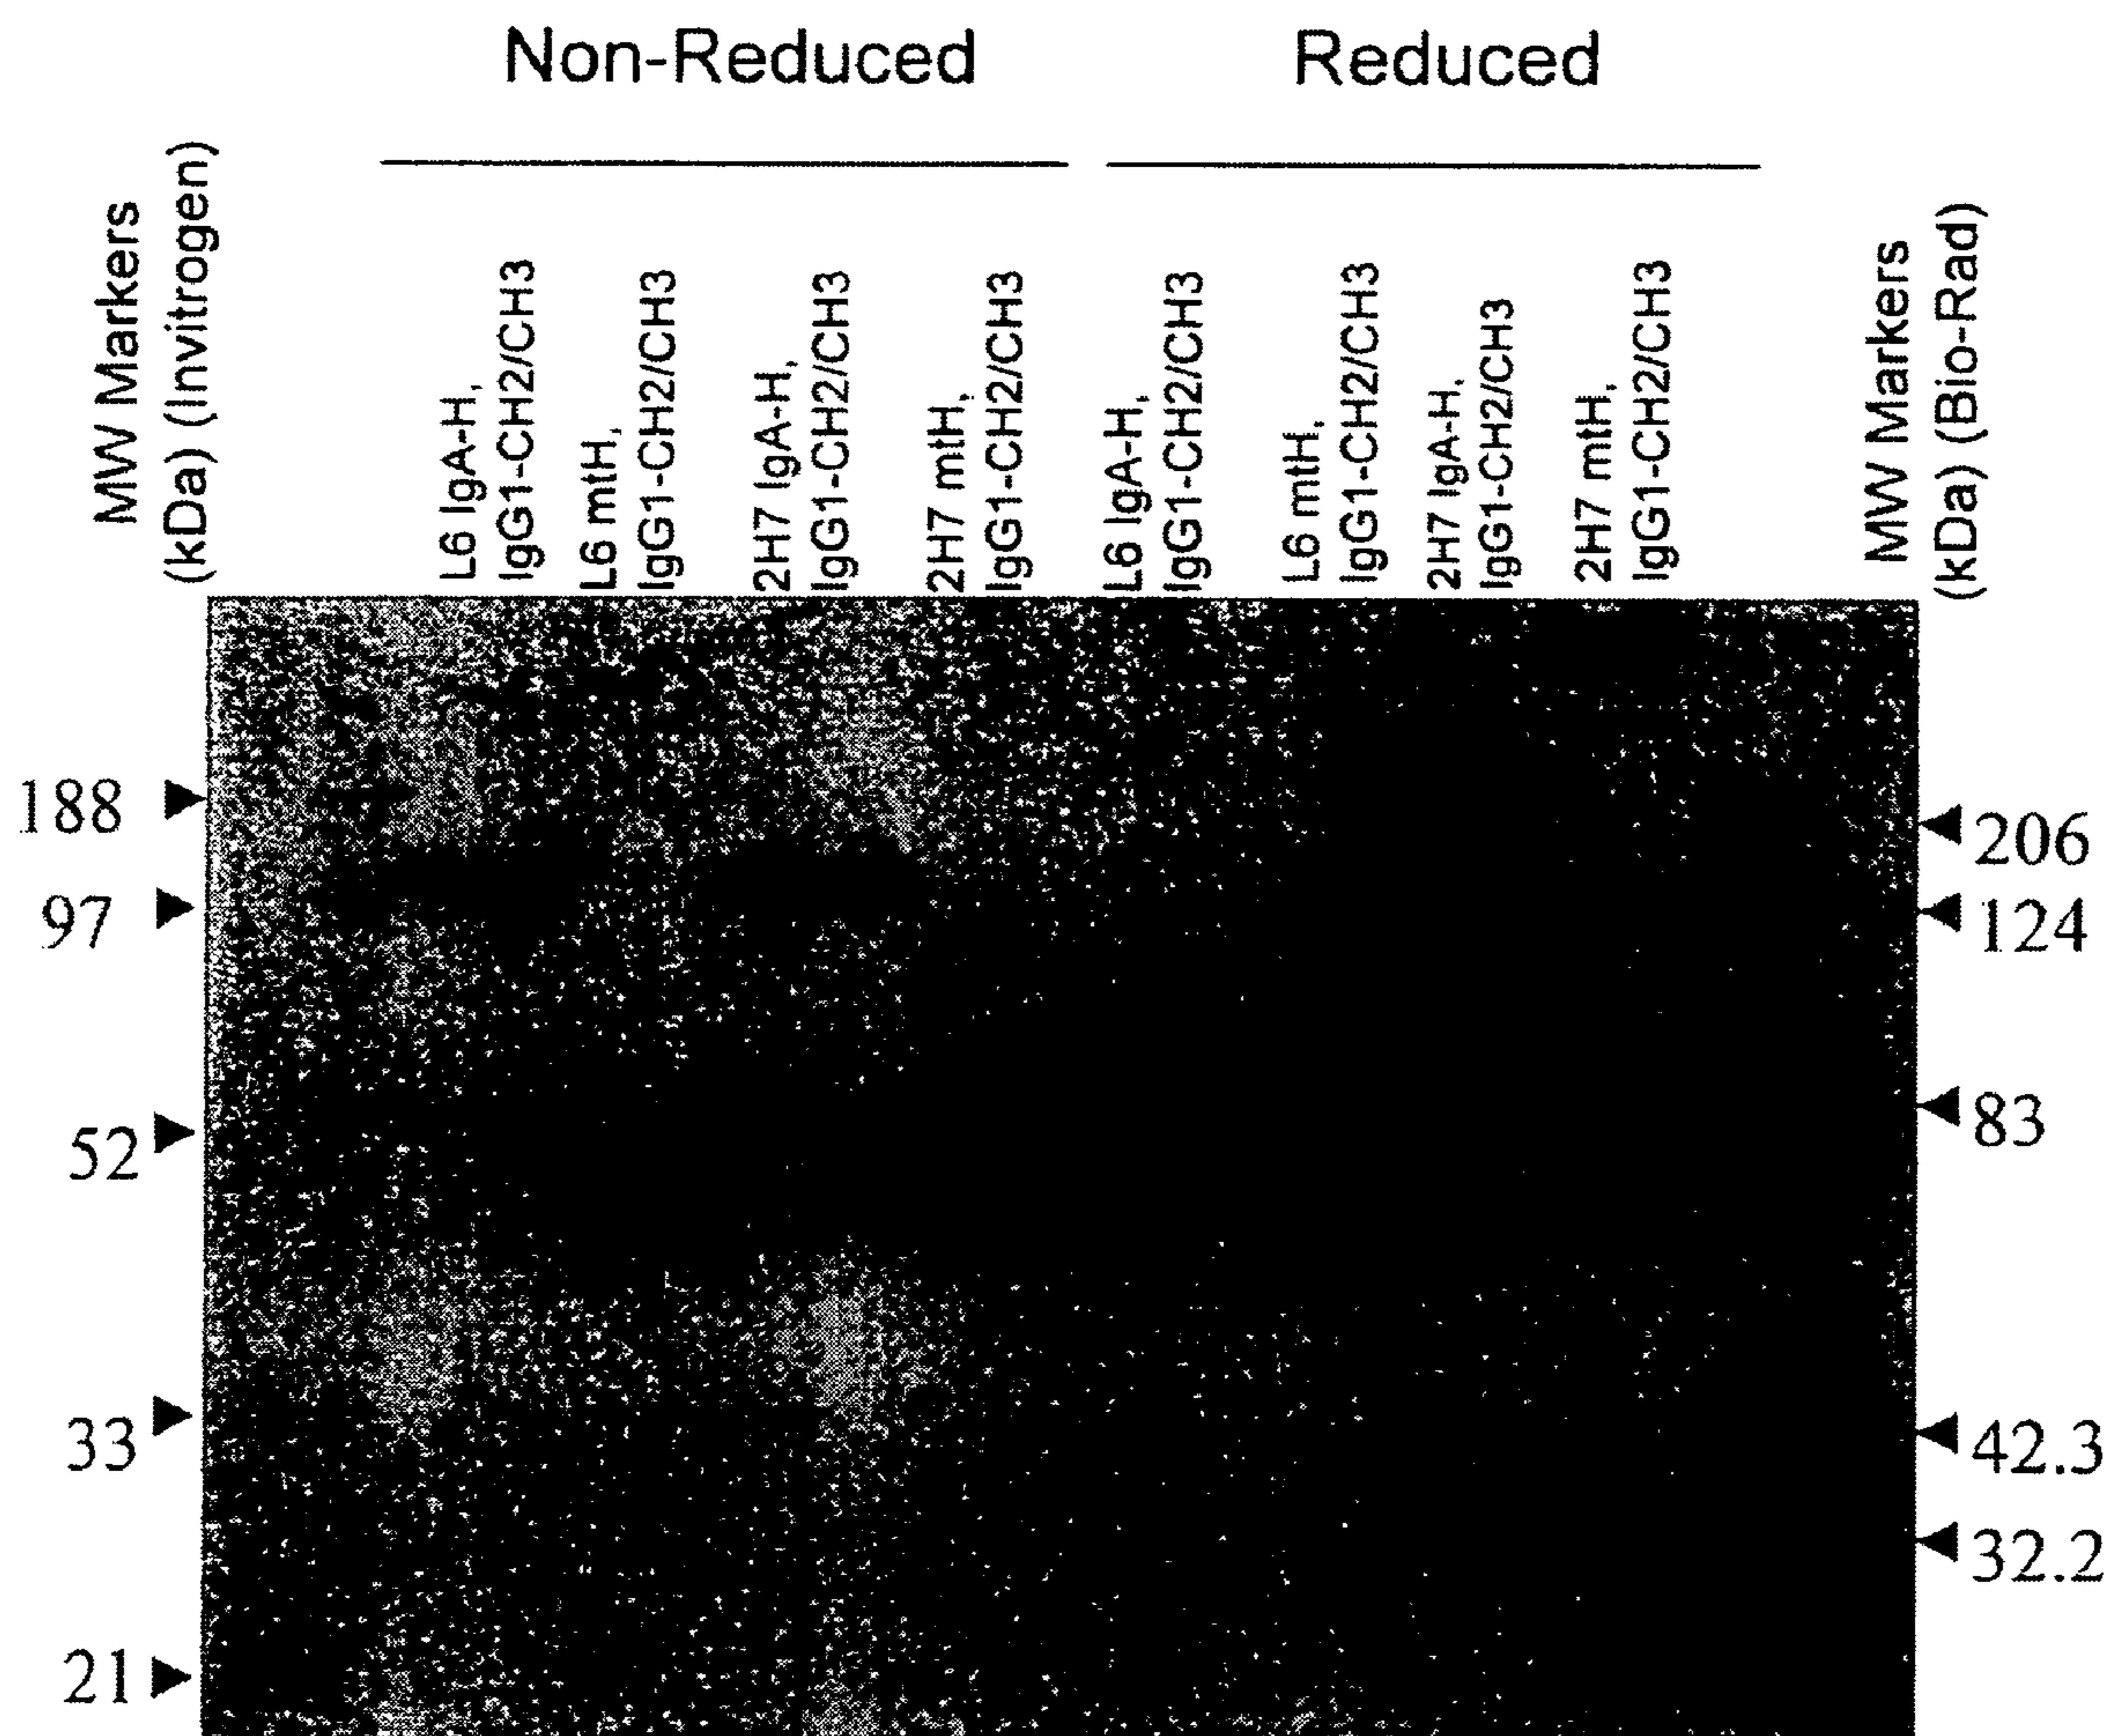 Non-Reduced
Reduced
MW Markers
(kDa) (Invitrogen)
L6 IgA-H,
IgG1-CH2/CH3
L6 mtH,
IgG1-CH2/CH3
2H7 IgA-H,
IgG1-CH2/CH3
2H7 mtH,
IgG1-CH2/CH3
L6 IgA-H,
IgG1-CH2/CH3
L6 mtH,
IgG1-CH2/CH3
2H7 IgA-H,
IgG1-CH2/CH3
2H7 mtH,
IgG1-CH2/CH3
MW Markers
(kDa) (Bio-Rad)
188
97
52
33
21
206
124
83
42.3
32.2